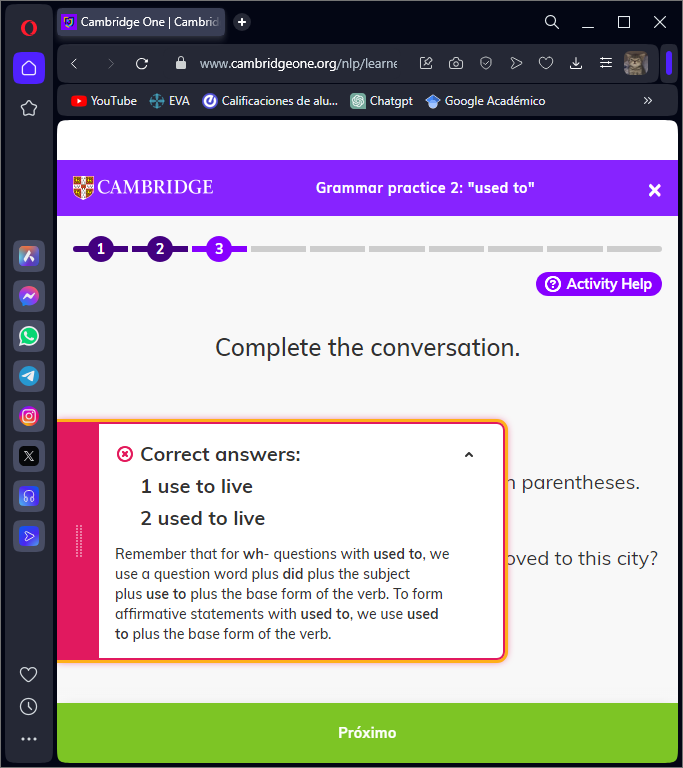 Cambridge One | Cambrid
www.cambridgeone.org/nlp/learne
YouTube
EVA
Calificaciones de alu...
Chatgpt
Google Académico
CAMBRIDGE
Grammar practice 2: "used to"
1
2
3
Activity Help
Complete the conversation.
Correct answers:
1 use to live
n parentheses.
2 used to live
Remember that for wh- questions with used to, we
oved to this city?
use a question word plus did plus the subject
plus use to plus the base form of the verb. To form
affirmative statements with used to, we use used
to plus the base form of the verb.
Próximo